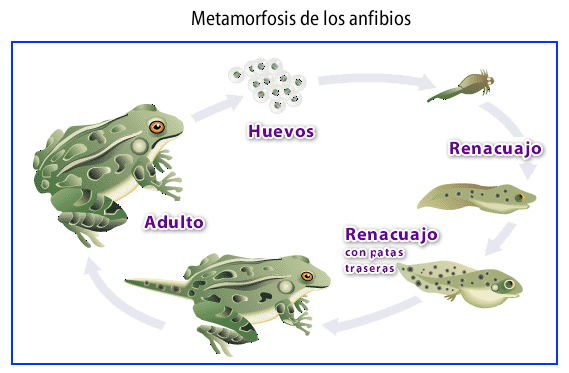 Metamorfosis de los anfibios
Huevos
Renacuajo
Adulto
Renacuajo
con patas
traseras